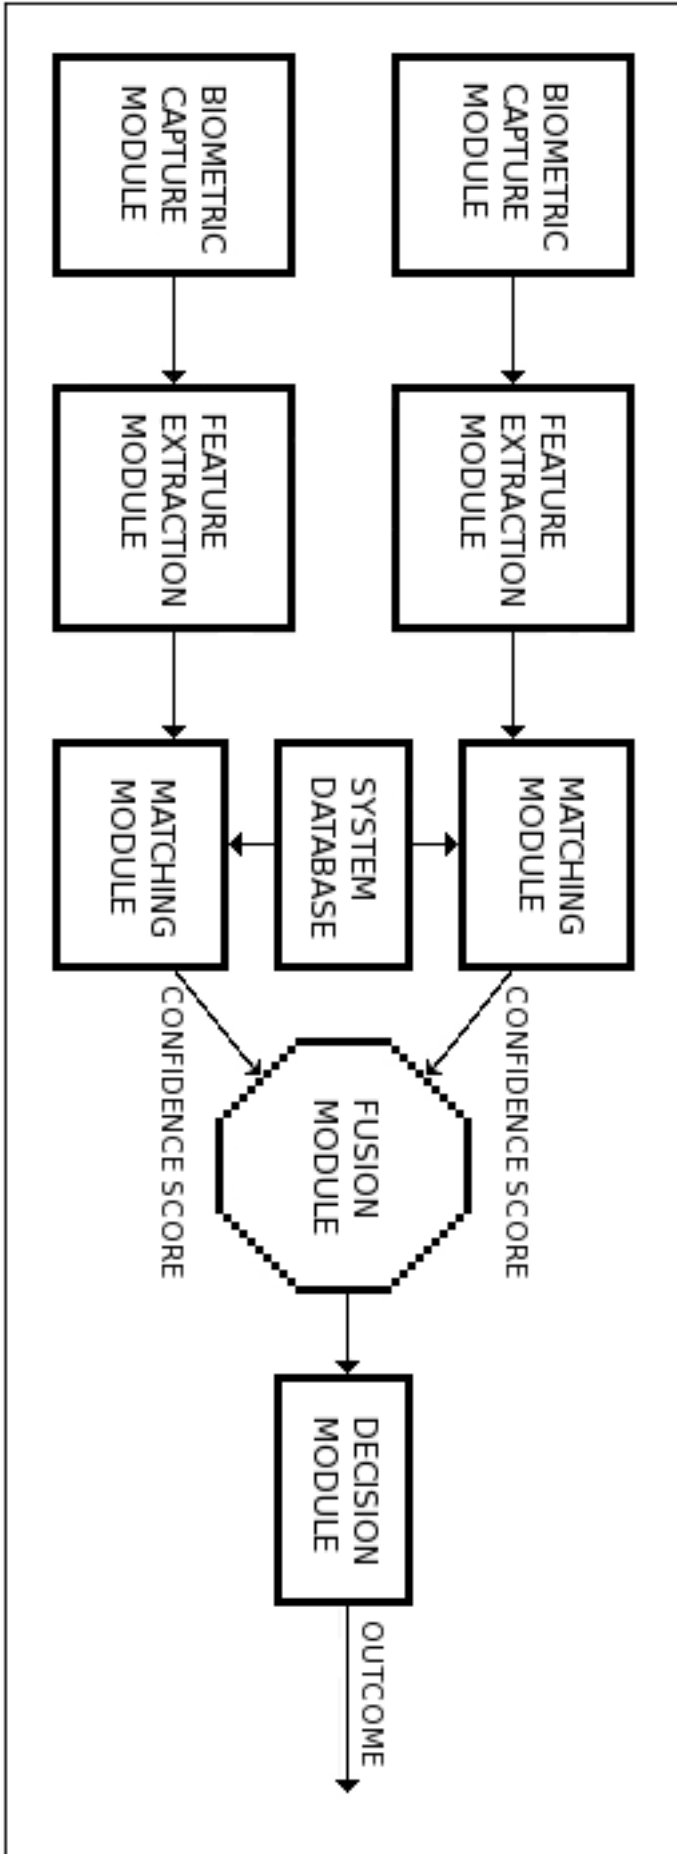 BIOMETRIC
CAPTURE
MODULE
FEATURE
EXTRACTION
MODULE
MATCHING
MODULE
CONFIDENCE SCORE
SYSTEM
DATABASE
FUSION
MODULE
DECISION
MODULE
OUTCOME
BIOMETRIC
CAPTURE
MODULE
FEATURE
EXTRACTION
MODULE
MATCHING
MODULE
CONFIDENCE SCORE